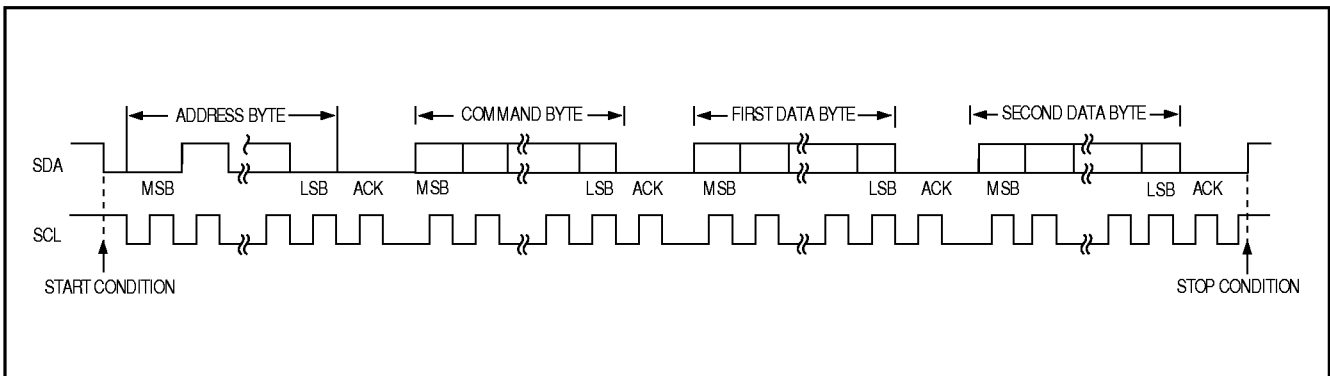 ADDRESS BYTE COMMAND BYTE FIRST DATA BYTE SECOND DATA BYTE
SDA
MSB LSB ACK MSB LSB ACK MSB LSB ACK MSB LSB ACK
SCL
START CONDITION STOP CONDITION